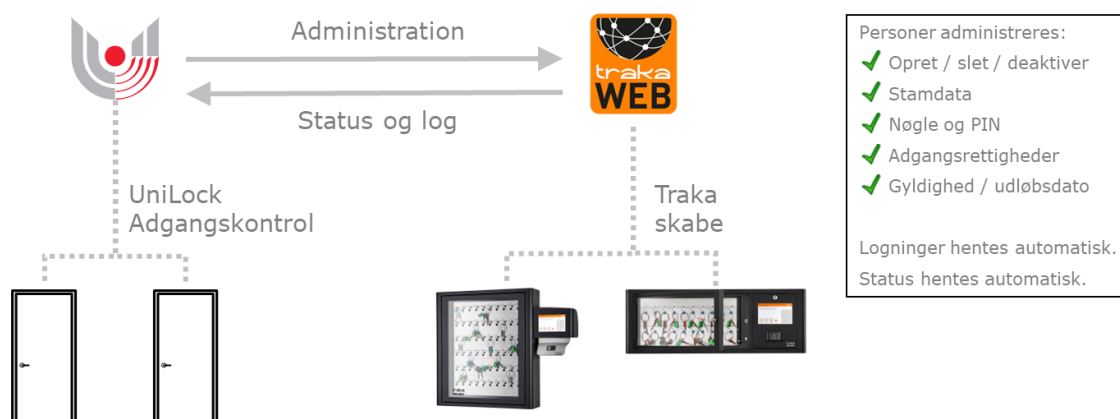 Administration
Status og log
traka
WEB
UniLock
Adgangskontrol
Traka
skabe
Personer administreres:
Opret / slet / deaktiver
Stamdata
Nøgle og PIN
Adgangsrettigheder
Gyldighed / udløbsdato
Logninger hentes automatisk.
Status hentes automatisk.